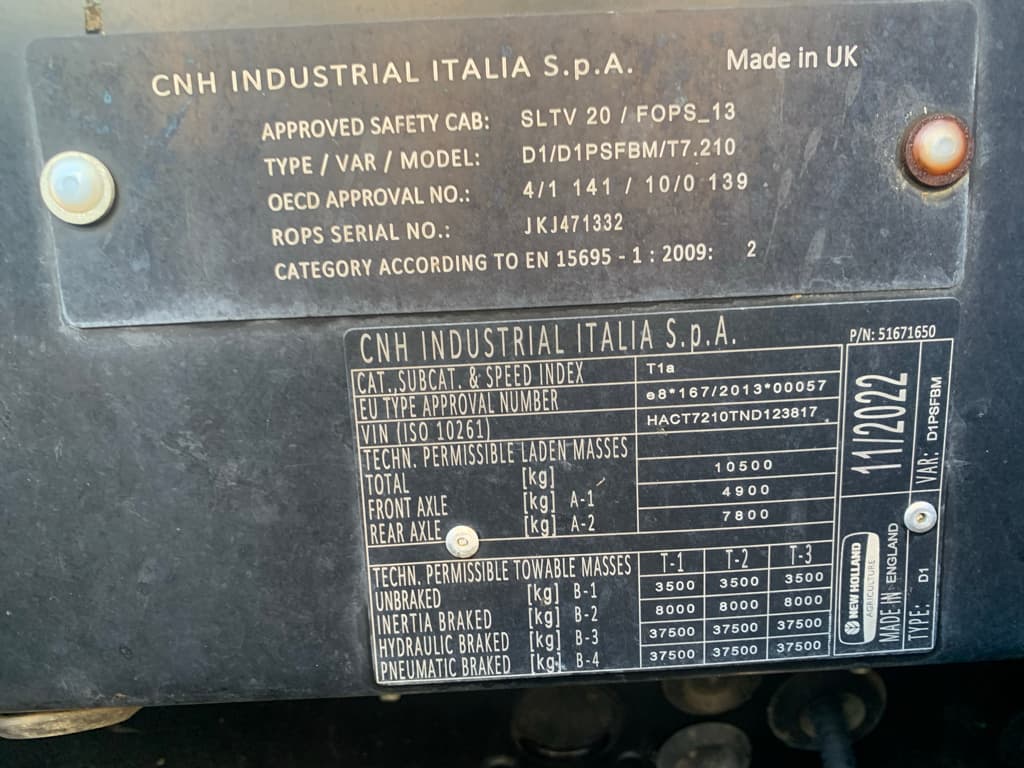 CNH INDUSTRIAL ITALIA S.p.A. Made in UK
APPROVED SAFETY CAB: SLTV 20 / FOPS_13
TYPE / VAR / MODEL: D1/D1PSFBM/T7.210
OECD APPROVAL NO.: 4/1 141 / 10/0 139
ROPS SERIAL NO.: JKJ471332
CATEGORY ACCORDING TO EN 15695 - 1 : 2009: 2
CNH INDUSTRIAL ITALIA S.p.A.
P/N: 51671650
CAT.,SUBCAT. & SPEED INDEX T1a
EU TYPE APPROVAL NUMBER e8*167/2013*00057
VIN (ISO 10261) HACT7210TND123817
TECHN. PERMISSIBLE LADEN MASSES
TOTAL [kg] 10500
FRONT AXLE [kg] A-1 4900
REAR AXLE [kg] A-2 7800
TECHN. PERMISSIBLE TOWABLE MASSES T-1 T-2 T-3
UNBRAKED [kg] B-1 3500 3500 3500
INERTIA BRAKED [kg] B-2 8000 8000 8000
HYDRAULIC BRAKED [kg] B-3 37500 37500 37500
PNEUMATIC BRAKED [kg] B-4 37500 37500 37500
11/2022
VAR: D1PSFBM
NEW HOLLAND
AGRICULTURE
MADE IN ENGLAND
TYPE: D1